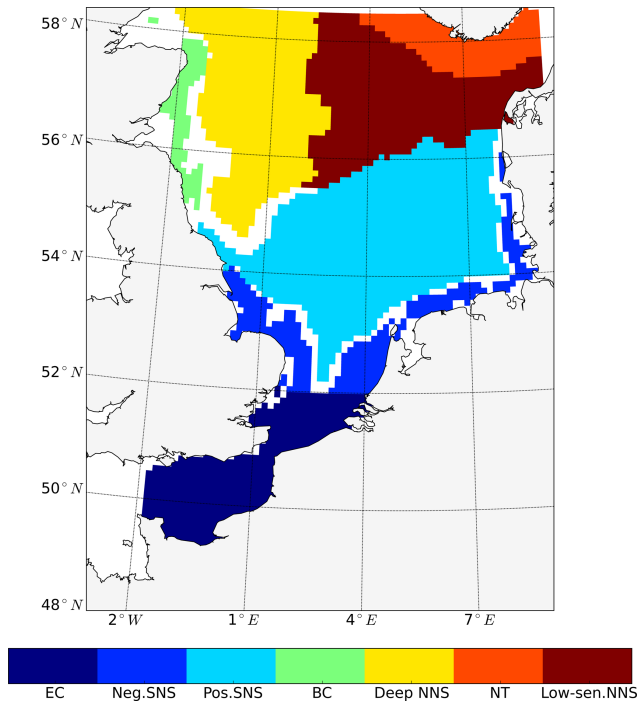 58°N
56°N
54°N
52°N
50°N
48°N
2°W
1°E
4°E
7°E
EC Neg.SNS Pos.SNS BC Deep NNS NT Low-sen.NNS